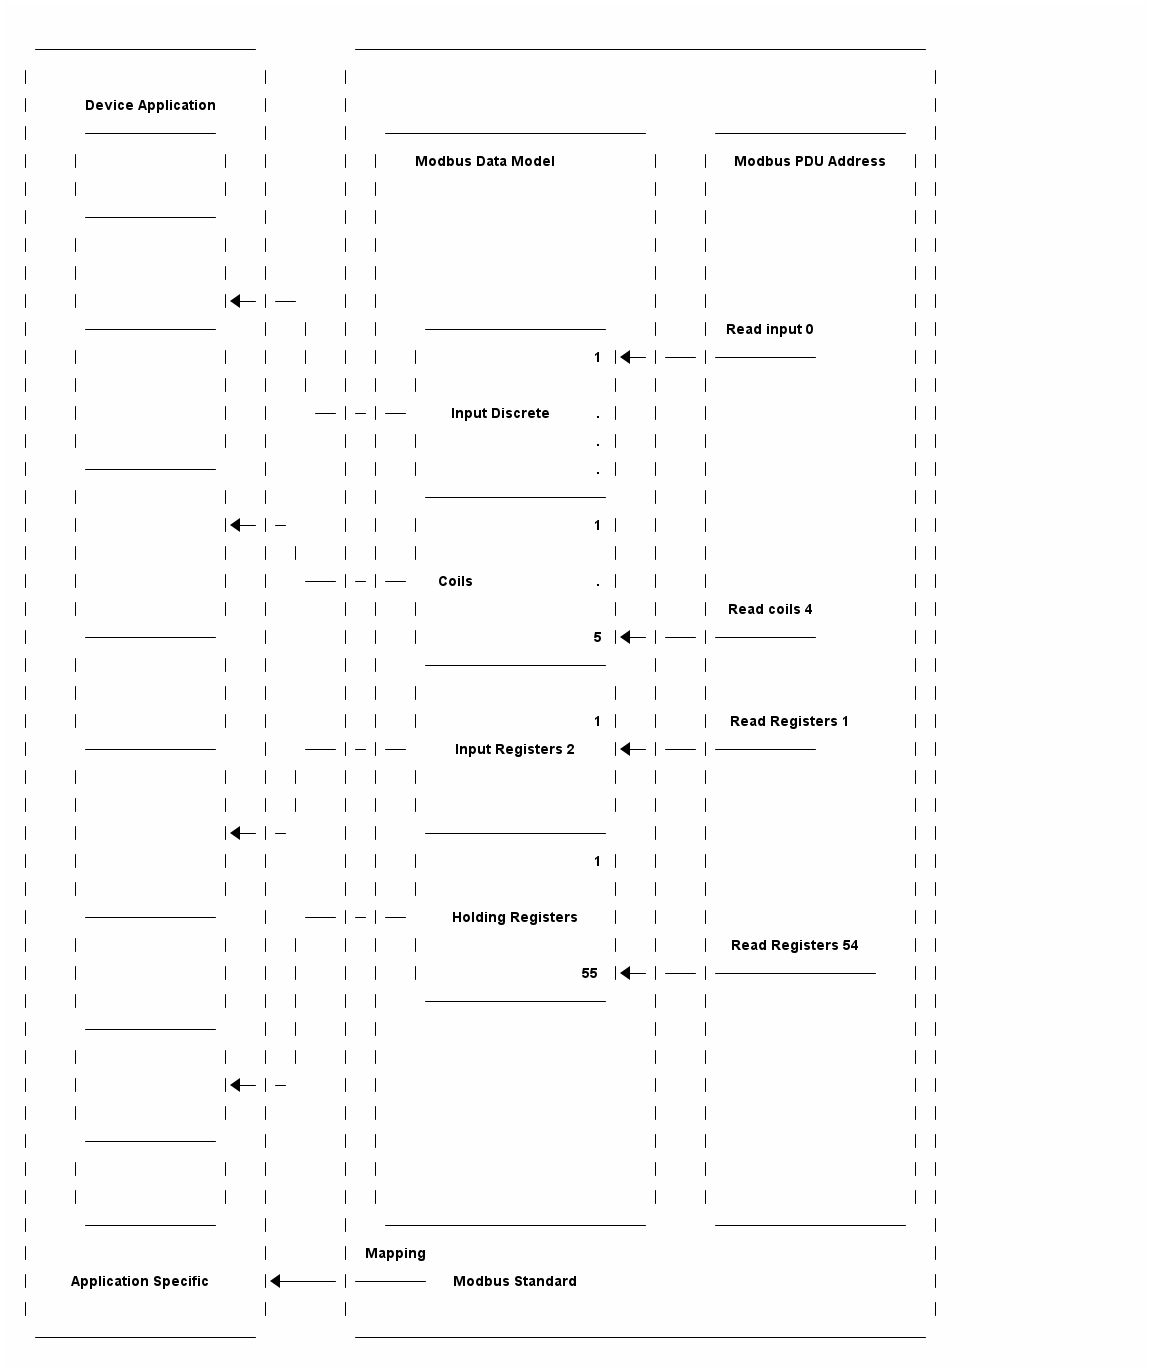 Device Application
Modbus Data Model
Modbus PDU Address
Read input 0
1
Input Discrete .
.
.
1
Coils .
Read coils 4
5
1
Read Registers 1
Input Registers 2
1
Holding Registers
Read Registers 54
55
Mapping
Application Specific
Modbus Standard